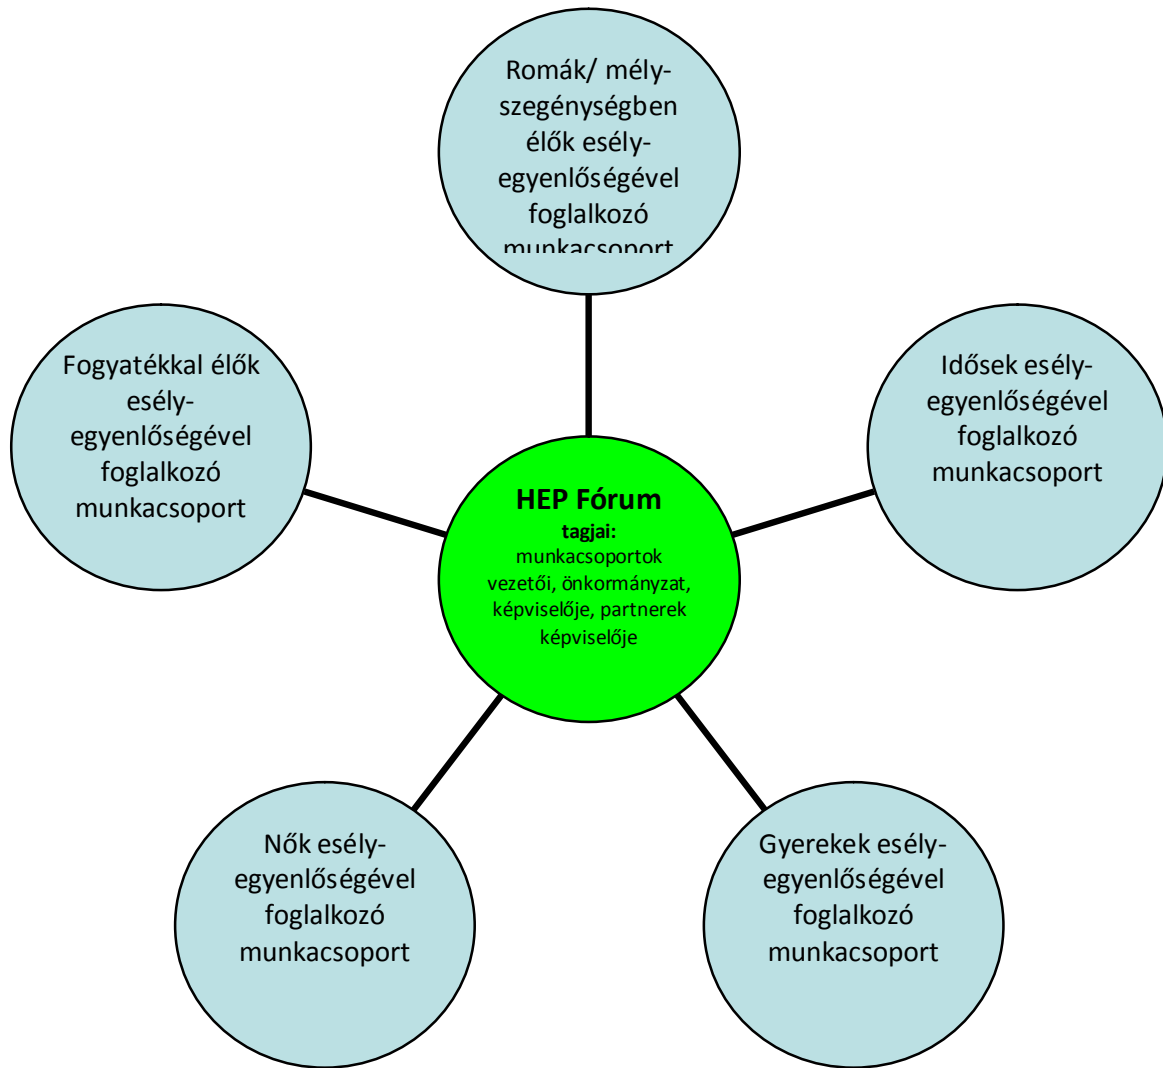 Romák/ mély-
szegénységben
élők esély-
egyenlőségével
foglalkozó
munkacsoport
Fogyatékkal élők
esély-
egyenlőségével
foglalkozó
munkacsoport
Idősek esély-
egyenlőségével
foglalkozó
munkacsoport
HEP Fórum
tagjai:
munkacsoportok
vezetői, önkormányzat,
képviselője, partnerek
képviselője
Nők esély-
egyenlőségével
foglalkozó
munkacsoport
Gyerekek esély-
egyenlőségével
foglalkozó
munkacsoport